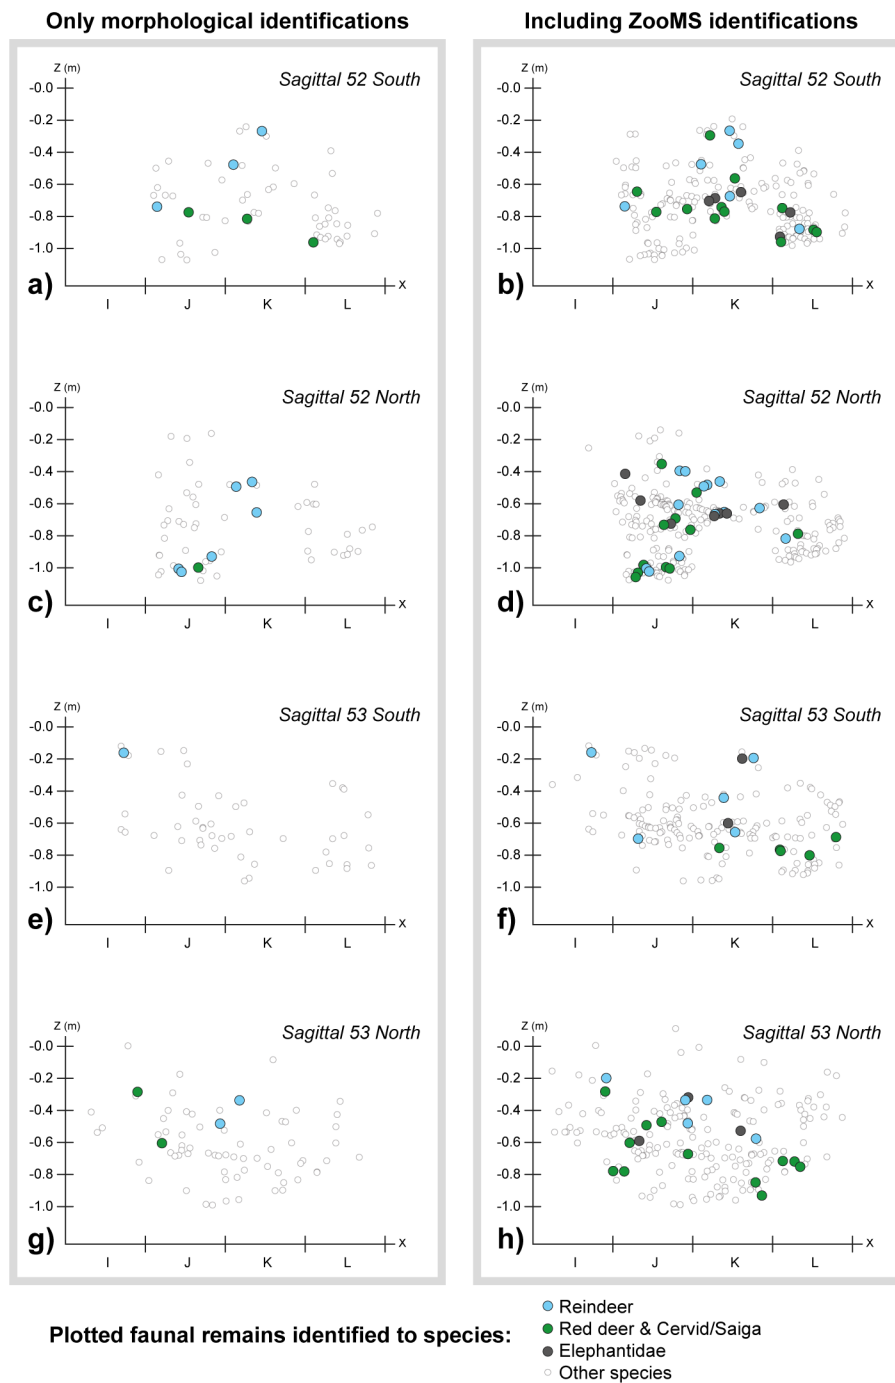 Only morphological identifications
Including ZooMS identifications
Z (m)
Sagittal 52 South
-0.0
-0.2
-0.4
-0.6
-0.8
-1.0
a)
I
J
K
L
X
Z (m)
Sagittal 52 South
-0.0
-0.2
-0.4
-0.6
-0.8
-1.0
b)
I
J
K
L
X
Z (m)
Sagittal 52 North
-0.0
-0.2
-0.4
-0.6
-0.8
-1.0
c)
I
J
K
L
X
Z (m)
Sagittal 52 North
-0.0
-0.2
-0.4
-0.6
-0.8
-1.0
d)
I
J
K
L
X
Z (m)
Sagittal 53 South
-0.0
-0.2
-0.4
-0.6
-0.8
-1.0
e)
I
J
K
L
X
Z (m)
Sagittal 53 South
-0.0
-0.2
-0.4
-0.6
-0.8
-1.0
f)
I
J
K
L
X
Z (m)
Sagittal 53 North
-0.0
-0.2
-0.4
-0.6
-0.8
-1.0
g)
I
J
K
L
X
Z (m)
Sagittal 53 North
-0.0
-0.2
-0.4
-0.6
-0.8
-1.0
h)
I
J
K
L
X
Plotted faunal remains identified to species:
Reindeer
Red deer & Cervid/Saiga
Elephantidae
Other species